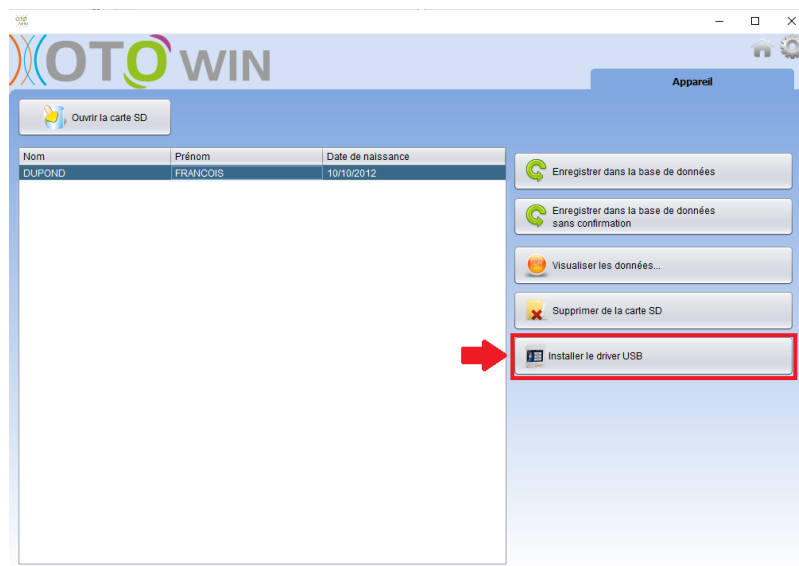 OTO WIN
Appareil
Ouvrir la carte SD
Nom Prénom Date de naissance
DUPOND FRANCOIS 10/10/2012
Enregistrer dans la base de données
Enregistrer dans la base de données
sans confirmation
Visualiser les données...
Supprimer de la carte SD
Installer le driver USB